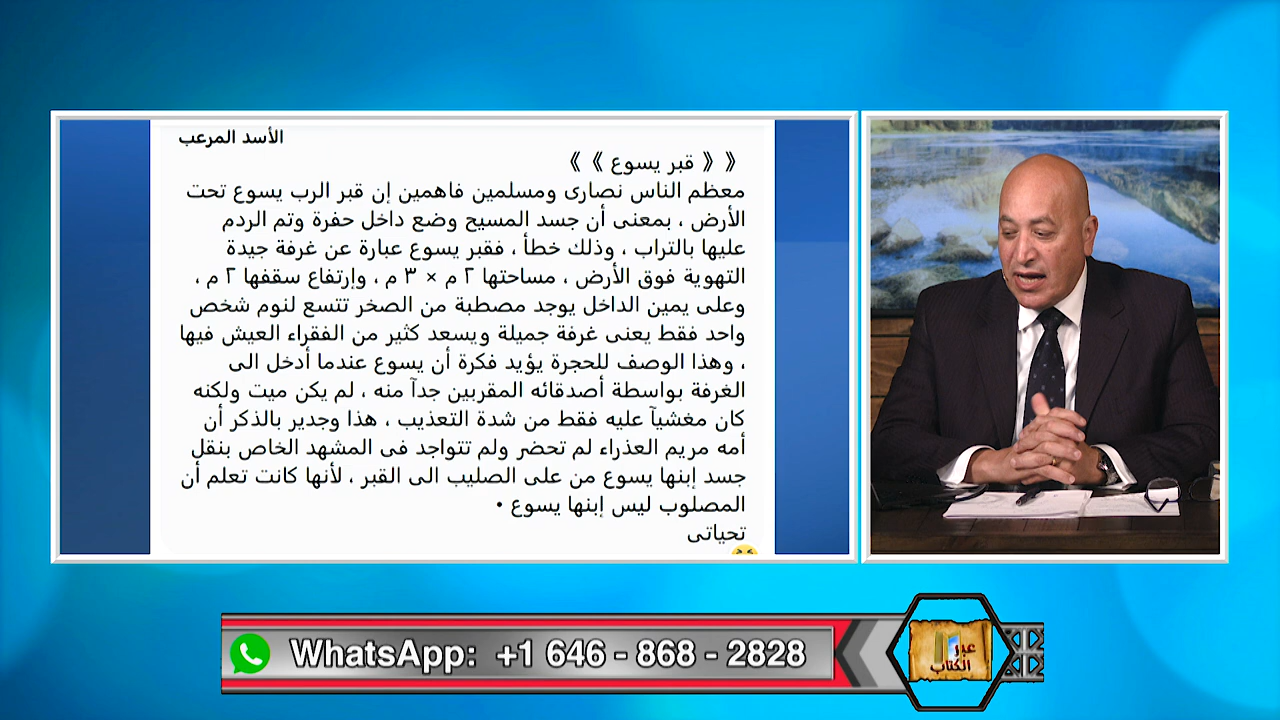 الأسد المرعب
《 《 قبر يسوع 》 》
معظم الناس نصارى ومسلمين فاهمين إن قبر الرب يسوع تحت
الأرض ، بمعنى أن جسد المسيح وضع داخل حفرة وتم الردم
عليها بالتراب ، وذلك خطأ ، فقبر يسوع عبارة عن غرفة جيدة
التهوية فوق الأرض ، مساحتها ٢ م × ٣ م ، وإرتفاع سقفها ٢ م ،
وعلى يمين الداخل يوجد مصطبة من الصخر تتسع لنوم شخص
واحد فقط يعنى غرفة جميلة ويسعد كثير من الفقراء العيش فيها
، وهذا الوصف للحجرة يؤيد فكرة أن يسوع عندما أدخل الى
الغرفة بواسطة أصدقائه المقربين جدآ منه ، لم يكن ميت ولكنه
كان مغشيآ عليه فقط من شدة التعذيب ، هذا وجدير بالذكر أن
أمه مريم العذراء لم تحضر ولم تتواجد فى المشهد الخاص بنقل
جسد إبنها يسوع من على الصليب الى القبر ، لأنها كانت تعلم أن
المصلوب ليس إبنها يسوع •
تحياتى
WhatsApp: +1 646 - 868 - 2828
عبر
الكتاب